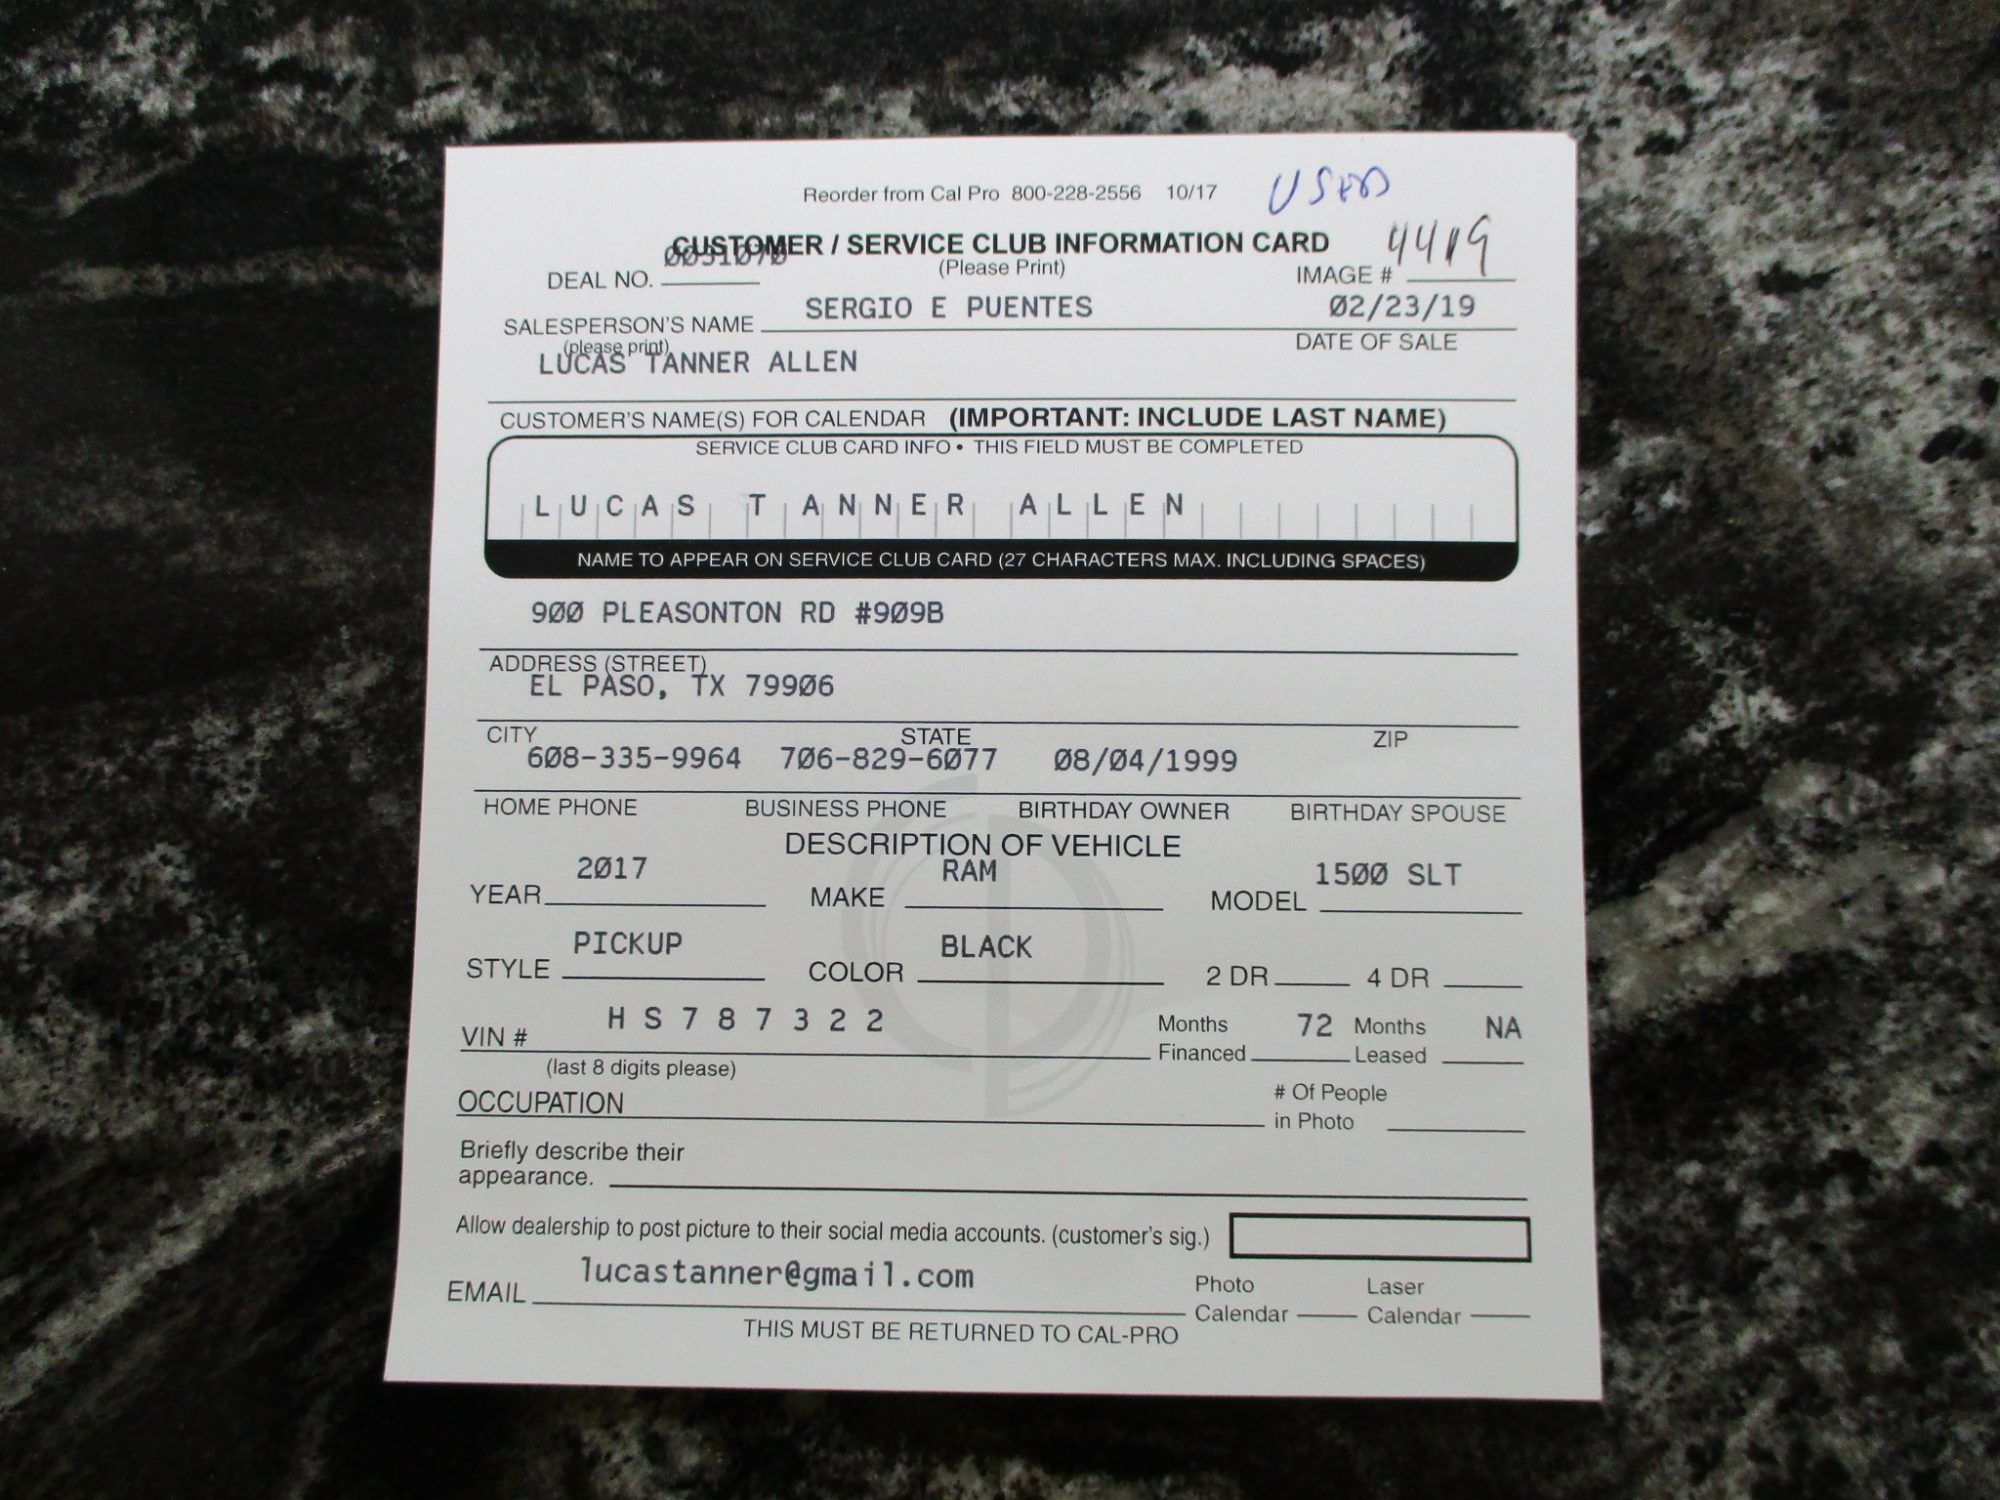 Reorder from Cal Pro 800-228-2556 10/17 USED
CUSTOMER / SERVICE CLUB INFORMATION CARD 4419
DEAL NO. 0051070 (Please Print) IMAGE #
SERGIO E PUENTES 02/23/19
SALESPERSON'S NAME DATE OF SALE
(please print)
LUCAS TANNER ALLEN
CUSTOMER'S NAME(S) FOR CALENDAR (IMPORTANT: INCLUDE LAST NAME)
SERVICE CLUB CARD INFO • THIS FIELD MUST BE COMPLETED
LUCAS TANNER ALLEN
NAME TO APPEAR ON SERVICE CLUB CARD (27 CHARACTERS MAX. INCLUDING SPACES)
900 PLEASONTON RD #909B
ADDRESS (STREET)
EL PASO, TX 79906
CITY STATE ZIP
608-335-9964 706-829-6077 08/04/1999
HOME PHONE BUSINESS PHONE BIRTHDAY OWNER BIRTHDAY SPOUSE
DESCRIPTION OF VEHICLE
2017 RAM 1500 SLT
YEAR MAKE MODEL
PICKUP BLACK
STYLE COLOR 2 DR 4 DR
HS787322 Months 72 Months NA
VIN # Financed Leased
(last 8 digits please)
OCCUPATION # Of People
in Photo
Briefly describe their
appearance.
Allow dealership to post picture to their social media accounts. (customer's sig.)
lucastanner@gmail.com Photo Laser
EMAIL Calendar Calendar
THIS MUST BE RETURNED TO CAL-PRO